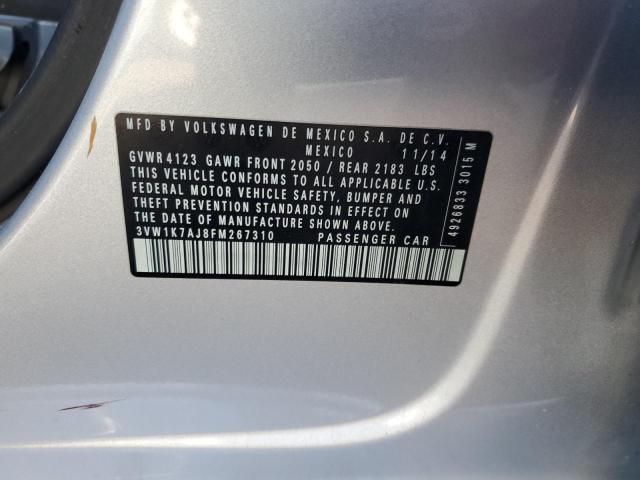 MFD BY VOLKSWAGEN DE MEXICO S.A. DE C.V.
MEXICO 11/14
GVWR 4123 GAWR FRONT 2050 / REAR 2183 LBS
THIS VEHICLE CONFORMS TO ALL APPLICABLE U.S.
FEDERAL MOTOR VEHICLE SAFETY, BUMPER AND
THEFT PREVENTION STANDARDS IN EFFECT ON
THE DATE OF MANUFACTURE SHOWN ABOVE.
3VW1K7AJ8FM267310 PASSENGER CAR
4926833 3015 M